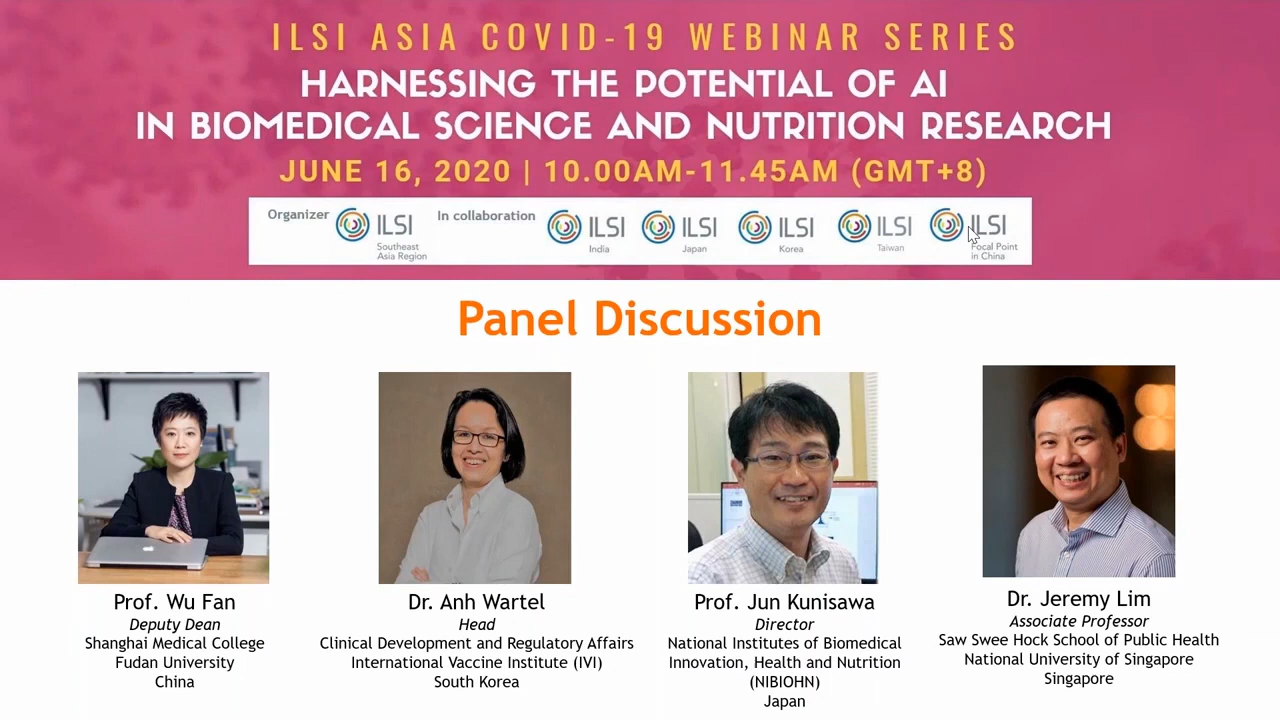 ILSI ASIA COVID-19 WEBINAR SERIES
HARNESSING THE POTENTIAL OF AI
IN BIOMEDICAL SCIENCE AND NUTRITION RESEARCH
JUNE 16, 2020 | 10.00AM-11.45AM (GMT+8)
Organizer
ILSI
Southeast
Asia Region
In collaboration
ILSI
India
ILSI
Japan
ILSI
Korea
ILSI
Taiwan
ILSI
Focal Point
in China
Panel Discussion
Prof. Wu Fan
Deputy Dean
Shanghai Medical College
Fudan University
China
Dr. Anh Wartel
Head
Clinical Development and Regulatory Affairs
International Vaccine Institute (IVI)
South Korea
Prof. Jun Kunisawa
Director
National Institutes of Biomedical
Innovation, Health and Nutrition
(NIBIOHN)
Japan
Dr. Jeremy Lim
Associate Professor
Saw Swee Hock School of Public Health
National University of Singapore
Singapore